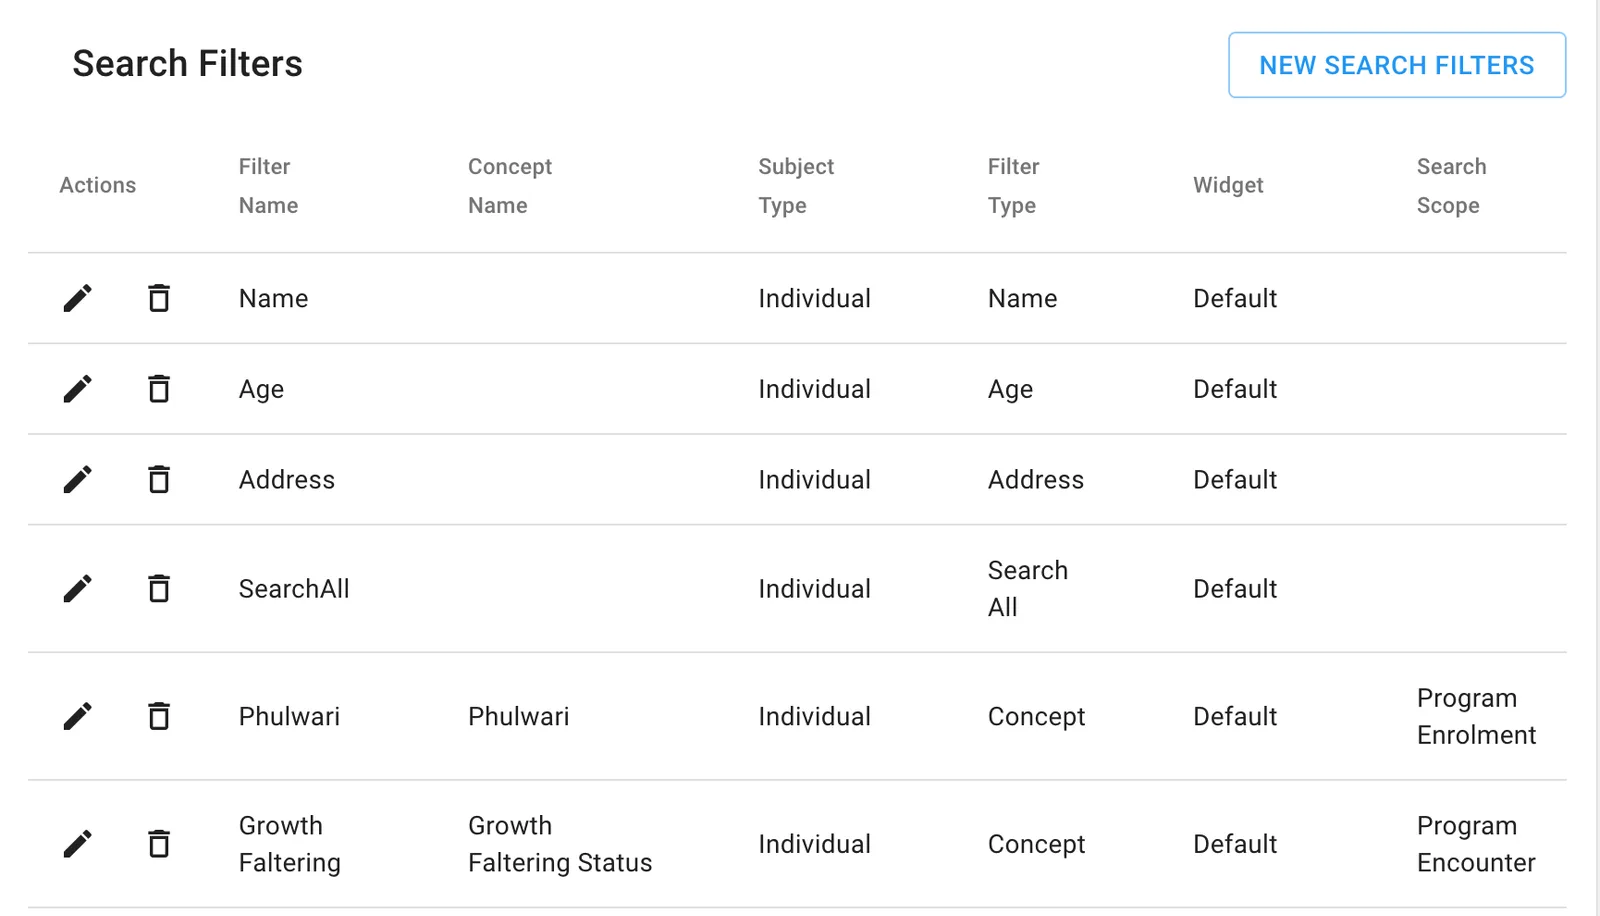 Search Filters
NEW SEARCH FILTERS
Actions Filter Name Concept Name Subject Type Filter Type Widget Search Scope
Name Individual Name Default
Age Individual Age Default
Address Individual Address Default
SearchAll Individual Search All Default
Phulwari Phulwari Individual Concept Default Program Enrolment
Growth Faltering Growth Faltering Status Individual Concept Default Program Encounter